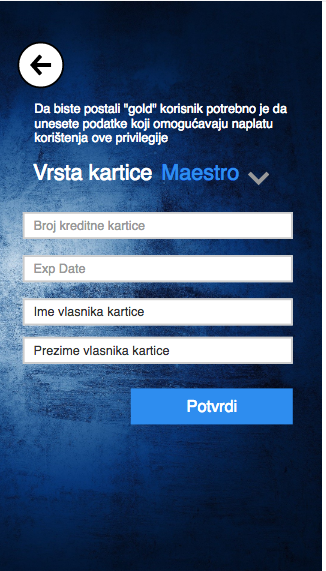 Da biste postali "gold" korisnik potrebno je da
unesete podatke koji omogućavaju naplatu
korištenja ove privilegije
Vrsta kartice Maestro
Broj kreditne kartice
Exp Date
Ime vlasnika kartice
Prezime vlasnika kartice
Potvrdi